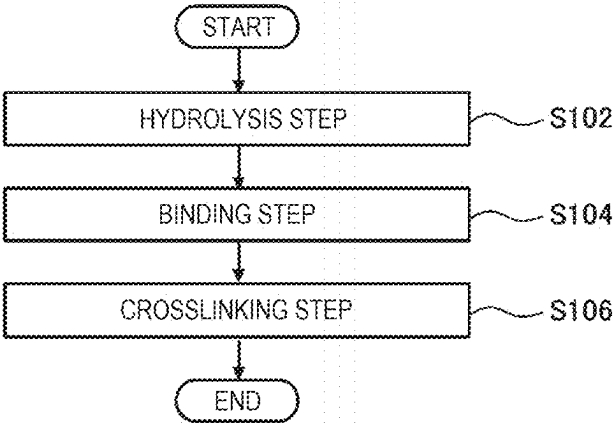 START
HYDROLYSIS STEP
S102
BINDING STEP
S104
CROSSLINKING STEP
S106
END